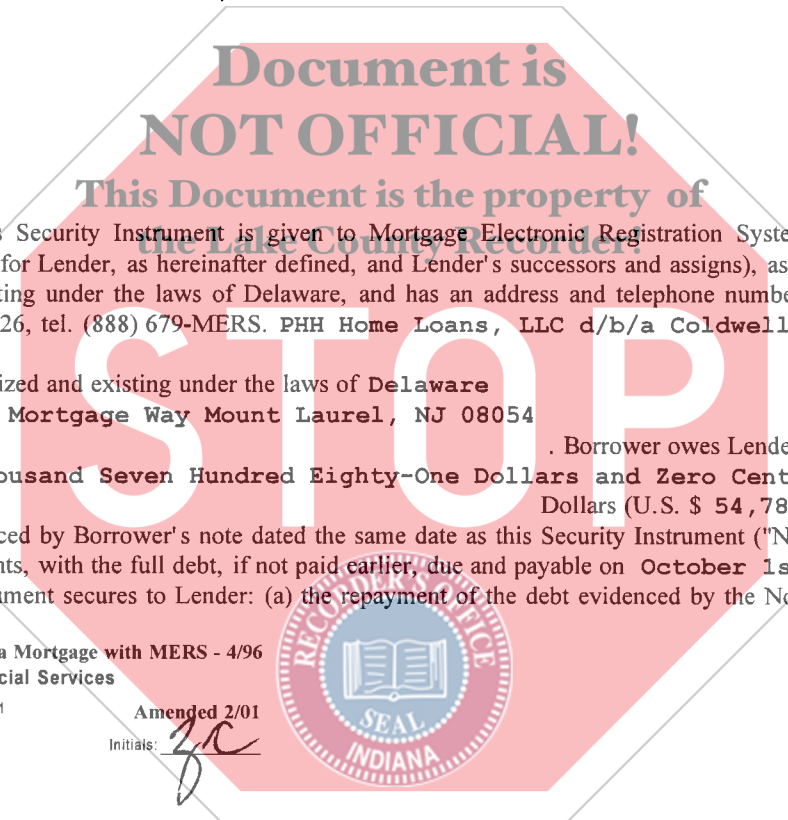 Document is
NOT OFFICIAL!
This Document is the property of
the Lake County Recorder!
s Security Instrument is given to Mortgage Electronic Registration Syste
for Lender, as hereinafter defined, and Lender's successors and assigns), as
ting under the laws of Delaware, and has an address and telephone numbe
26, tel. (888) 679-MERS. PHH Home Loans, LLC d/b/a Coldwell
ized and existing under the laws of Delaware
Mortgage Way Mount Laurel, NJ 08054
. Borrower owes Lende
ousand Seven Hundred Eighty-One Dollars and Zero Cent
Dollars (U.S. $ 54,78
ced by Borrower's note dated the same date as this Security Instrument ("N
nts, with the full debt, if not paid earlier, due and payable on October 1s
ument secures to Lender: (a) the repayment of the debt evidenced by the No
STOP
RECORDER'S OFFICE
SEAL
INDIANA
a Mortgage with MERS - 4/96
cial Services
Amended 2/01
Initials: